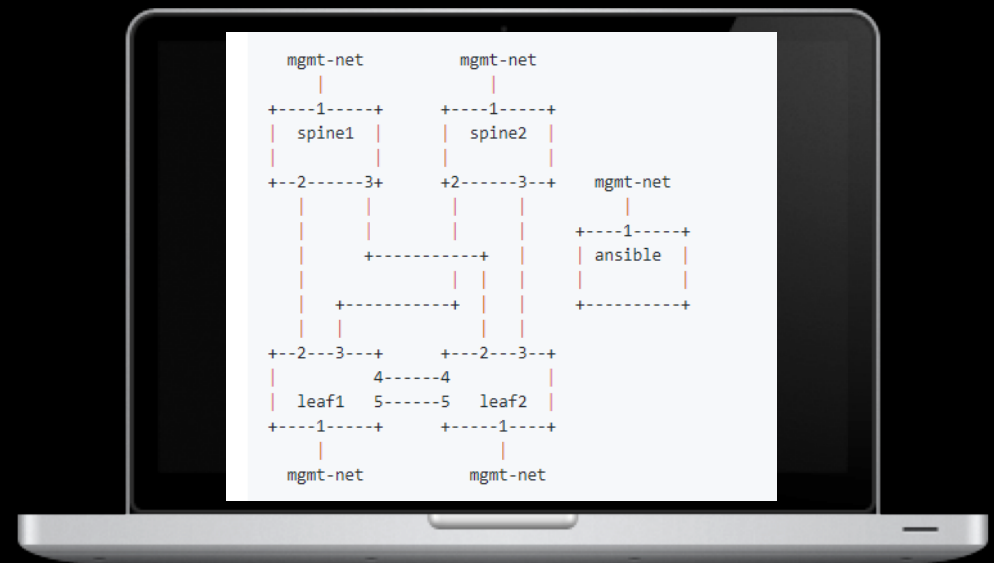 mgmt-net          mgmt-net
        |                 |
   +----1-----+      +----1-----+
   |  spine1  |      |  spine2  |
   |          |      |          |
   +--2------3+      +2------3--+    mgmt-net
      |      |        |      |          |
      |      |        |      |     +----1-----+
      |      +-----------+   |     | ansible  |
      |               |  |   |     |          |
      |   +-----------+  |   |     +----------+
      |   |              |   |
   +--2---3---+      +---2---3--+
   |          4------4          |
   |  leaf1   5------5   leaf2  |
   +----1-----+      +-----1----+
        |                  |
     mgmt-net           mgmt-net